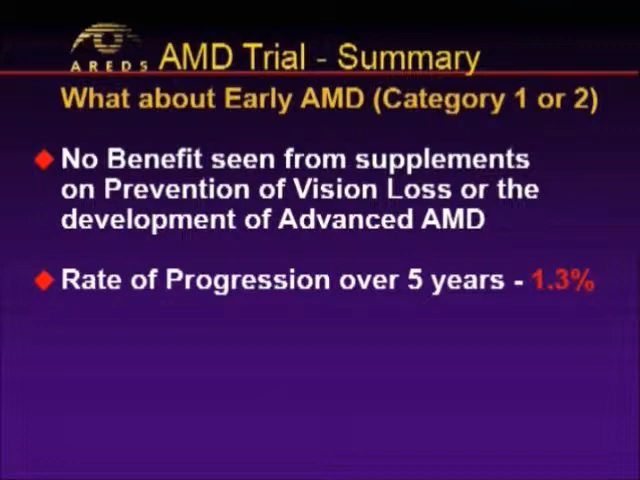 AREDS
AMD Trial - Summary
What about Early AMD (Category 1 or 2)
No Benefit seen from supplements
on Prevention of Vision Loss or the
development of Advanced AMD
Rate of Progression over 5 years - 1.3%